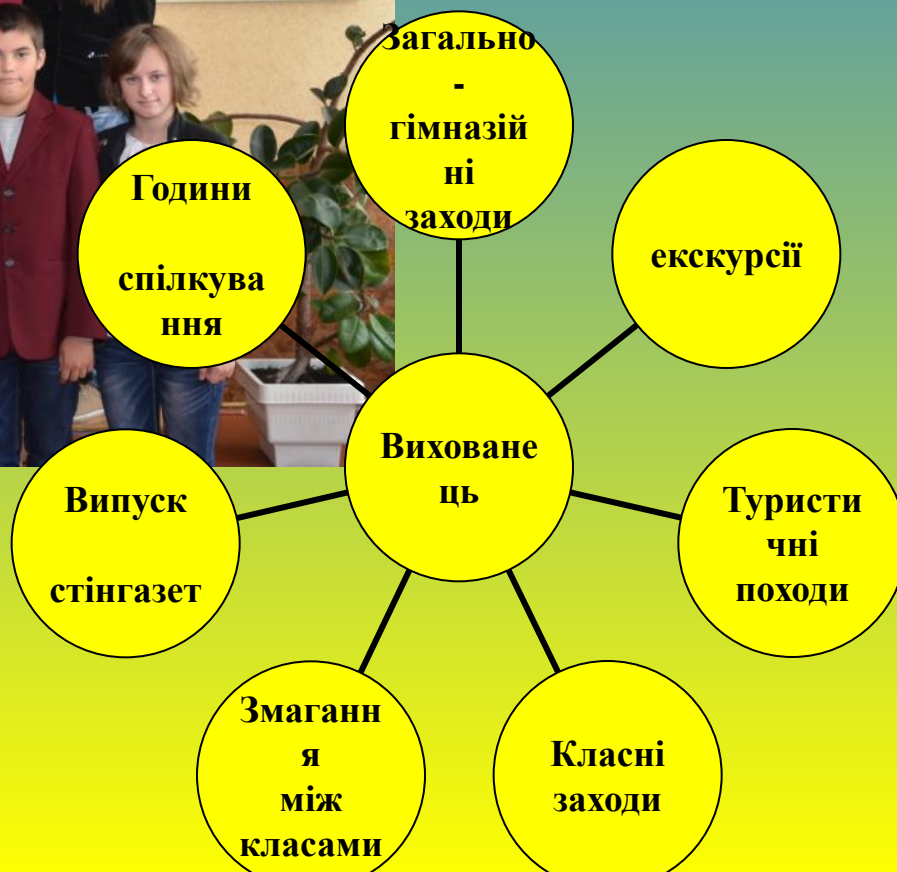 Загально
-
гімназій
ні
заходи
Години
спілкува
ння
екскурсії
Виховане
ць
Випуск
стінгазет
Туристи
чні
походи
Змаганн
я
між
класами
Класні
заходи